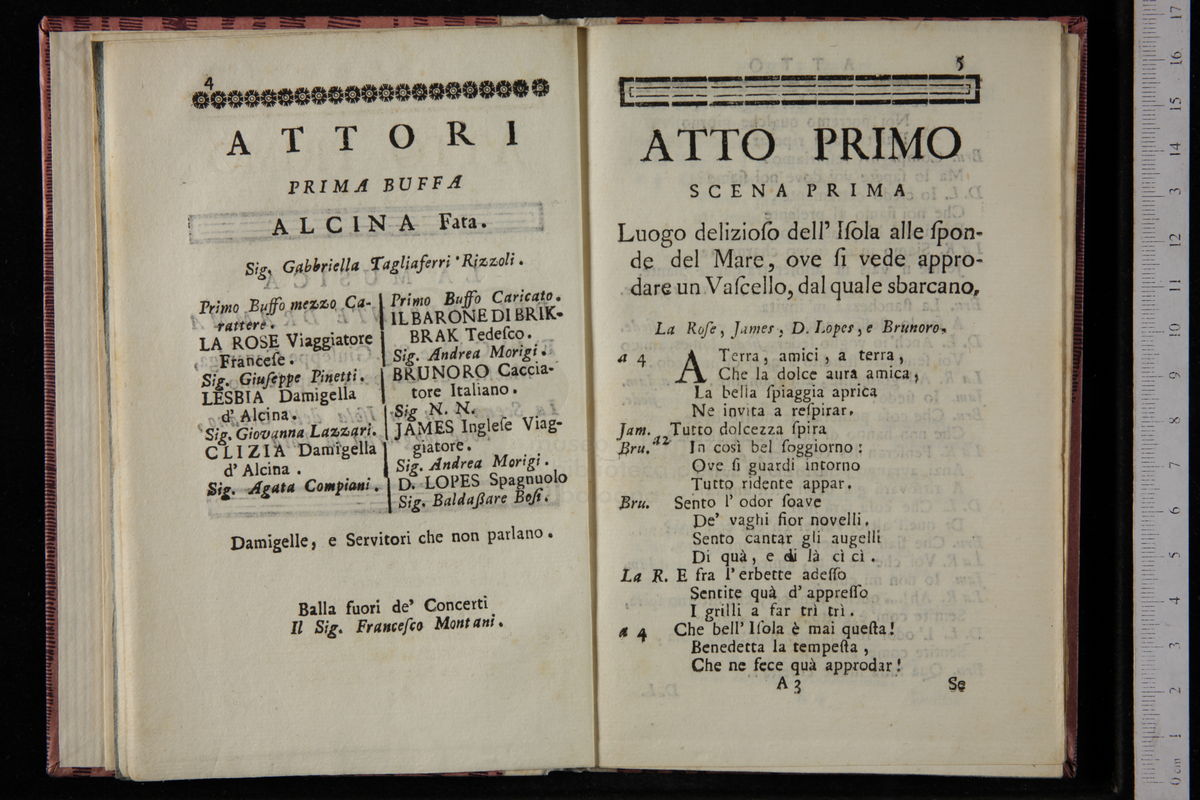 4
ATTORI
PRIMA BUFFA
ALCINA Fata.
Sig. Gabbriella Tagliaferri Rizzoli.
Primo Buffo mezzo Ca-
rattere.
LA ROSE Viaggiatore
Franceſe.
Sig. Giuſeppe Pinetti.
LESBIA Damigella
d' Alcina.
Sig. Giovanna Lazzari.
CLIZIA Damigella
d' Alcina.
Sig. Agata Compiani.
Primo Buffo Caricato.
IL BARONE DI BRIK-
BRAK Tedeſco.
Sig. Andrea Morigi.
BRUNORO Caccia-
tore Italiano.
Sig N. N.
JAMES Ingleſe Viag-
giatore.
Sig. Andrea Morigi.
D. LOPES Spagnuolo
Sig. Baldaßare Boſi.
Damigelle, e Servitori che non parlano.
Balla fuori de' Concerti
Il Sig. Franceſco Montani.
5
ATTO PRIMO
SCENA PRIMA
Luogo delizioſo dell' Iſola alle ſpon-
de del Mare, ove ſi vede appro-
dare un Vaſcello, dal quale sbarcano,
La Roſe, James, D. Lopes, e Brunoro.
a 4 A Terra, amici, a terra,
Che la dolce aura amica,
La bella ſpiaggia aprica
Ne invita a reſpirar.
Jam. Tutto dolcezza ſpira
Bru. a2 In così bel ſoggiorno:
Ove ſi guardi intorno
Tutto ridente appar.
Bru. Sento l' odor ſoave
De' vaghi fior novelli.
Sento cantar gli augelli
Di quà, e di là cì cì.
La R. E fra l'erbette adeſſo
Sentite quà d'appreſſo
I grilli a far trì trì.
a 4 Che bell' Iſola è mai queſta!
Benedetta la tempeſta,
Che ne fece quà approdar!
A 3 Se